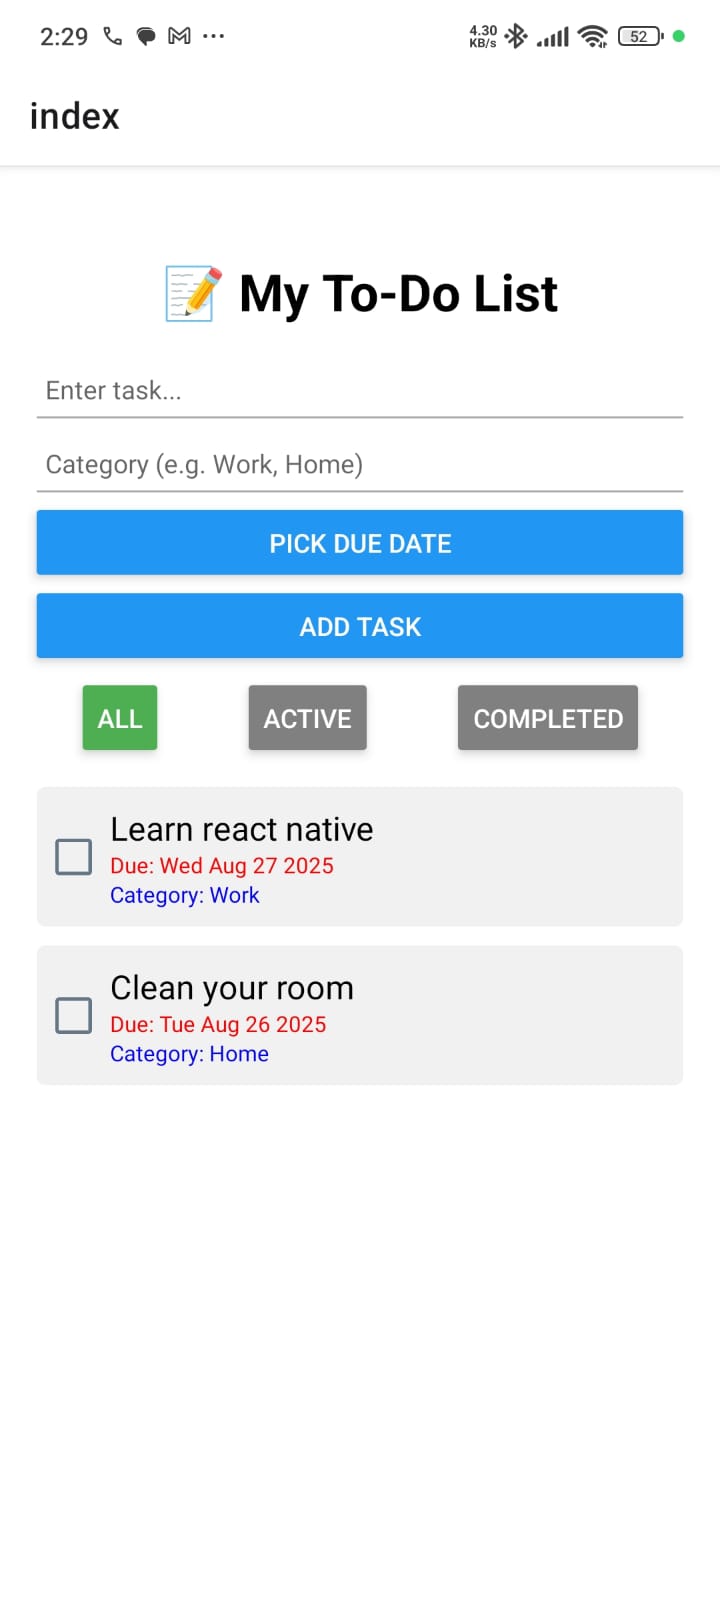 2:29
4.30
KB/s
52
index
📝 My To-Do List
Enter task...
Category (e.g. Work, Home)
PICK DUE DATE
ADD TASK
ALL ACTIVE COMPLETED
Learn react native
Due: Wed Aug 27 2025
Category: Work
Clean your room
Due: Tue Aug 26 2025
Category: Home